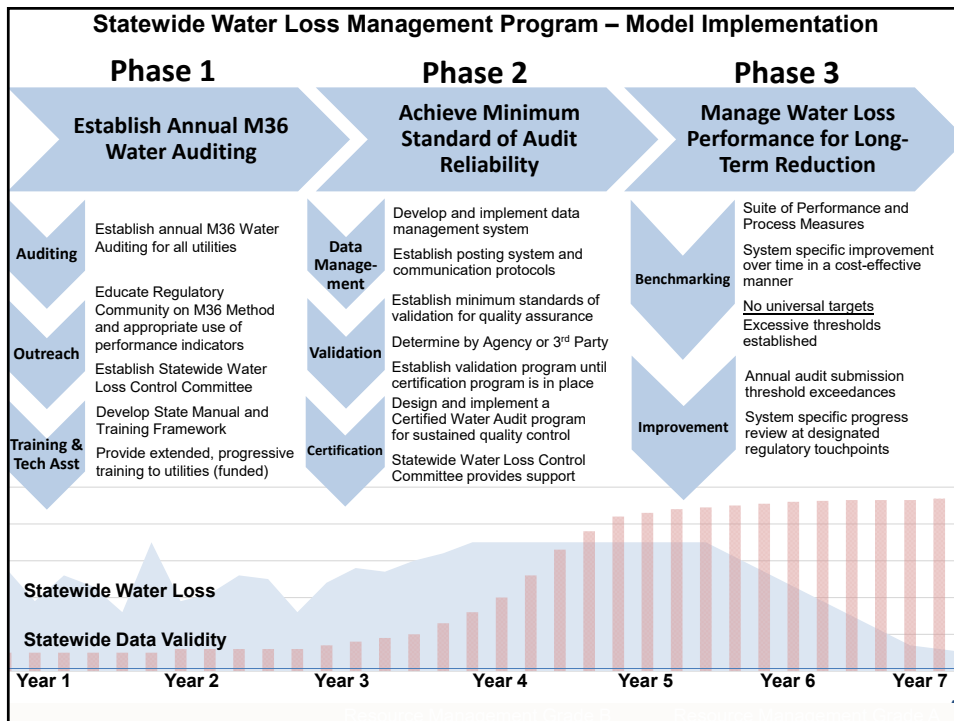 Statewide Water Loss Management Program – Model Implementation
Phase 1
Phase 2
Phase 3
Establish Annual M36
Water Auditing
Achieve Minimum
Standard of Audit
Reliability
Manage Water Loss
Performance for Long-
Term Reduction
Auditing
Establish annual M36 Water
Auditing for all utilities
Outreach
Educate Regulatory
Community on M36 Method
and appropriate use of
performance indicators
Establish Statewide Water
Loss Control Committee
Training &
Tech Asst
Develop State Manual and
Training Framework
Provide extended, progressive
training to utilities (funded)
Data
Manage-
ment
Develop and implement data
management system
Establish posting system and
communication protocols
Validation
Establish minimum standards of
validation for quality assurance
Determine by Agency or 3rd Party
Establish validation program until
certification program is in place
Certification
Design and implement a
Certified Water Audit program
for sustained quality control
Statewide Water Loss Control
Committee provides support
Benchmarking
Suite of Performance and
Process Measures
System specific improvement
over time in a cost-effective
manner
No universal targets
Excessive thresholds
established
Improvement
Annual audit submission
threshold exceedances
System specific progress
review at designated
regulatory touchpoints
Statewide Water Loss
Statewide Data Validity
Year 1
Year 2
Year 3
Year 4
Year 5
Year 6
Year 7